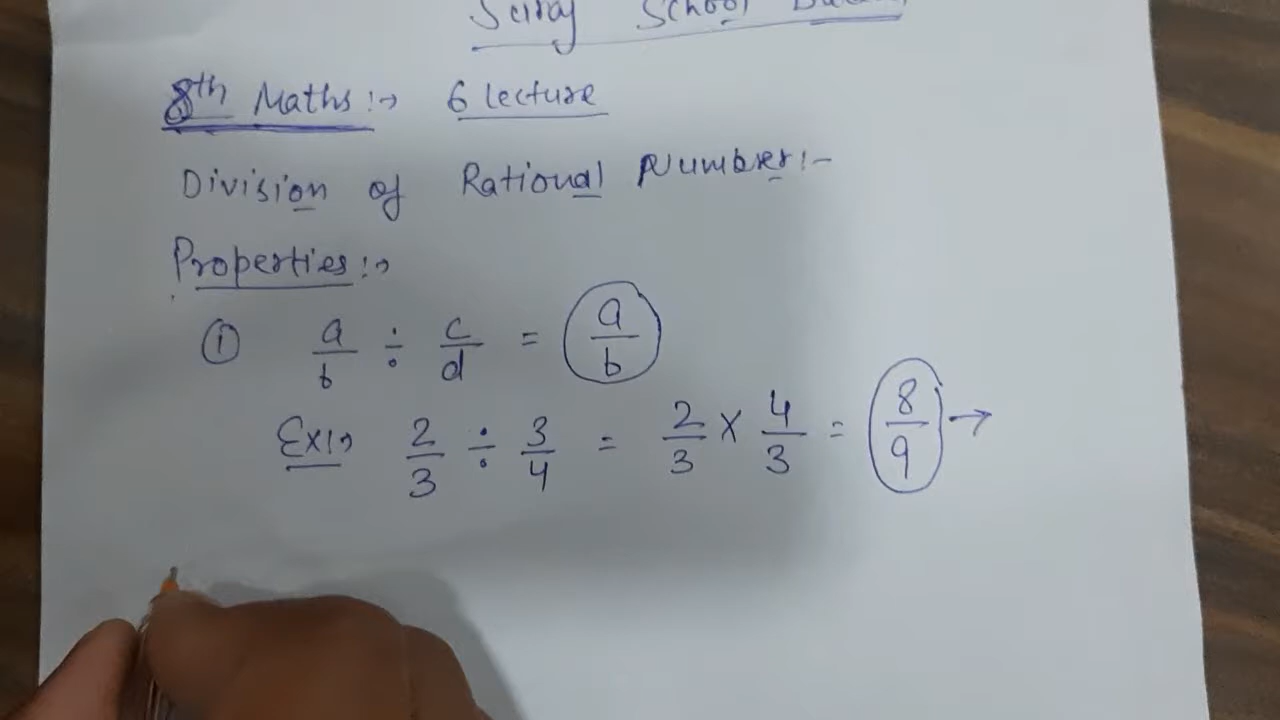 School
8th Maths:→ 6 lecture
Division of Rational Number:-
Properties:→
① a/b ÷ c/d = a/b
Ex:→ 2/3 ÷ 3/4 = 2/3 × 4/3 = 8/9 →